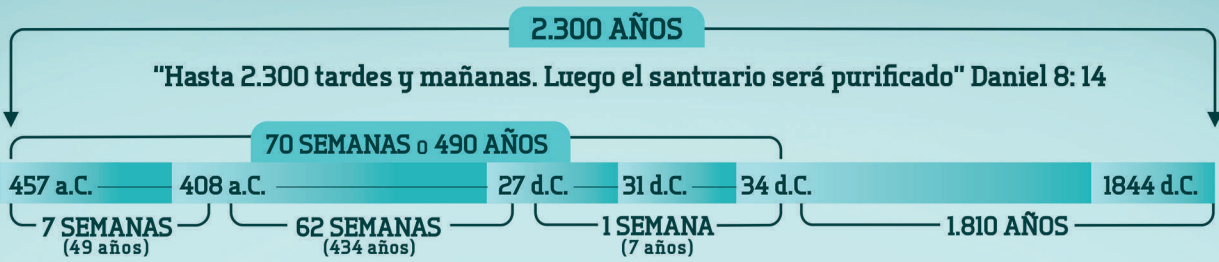 2.300 AÑOS
"Hasta 2.300 tardes y mañanas. Luego el santuario será purificado" Daniel 8: 14
70 SEMANAS o 490 AÑOS
457 a.C. 408 a.C. 27 d.C. 31 d.C. 34 d.C. 1844 d.C.
7 SEMANAS 62 SEMANAS 1 SEMANA 1.810 AÑOS
(49 años) (434 años) (7 años)